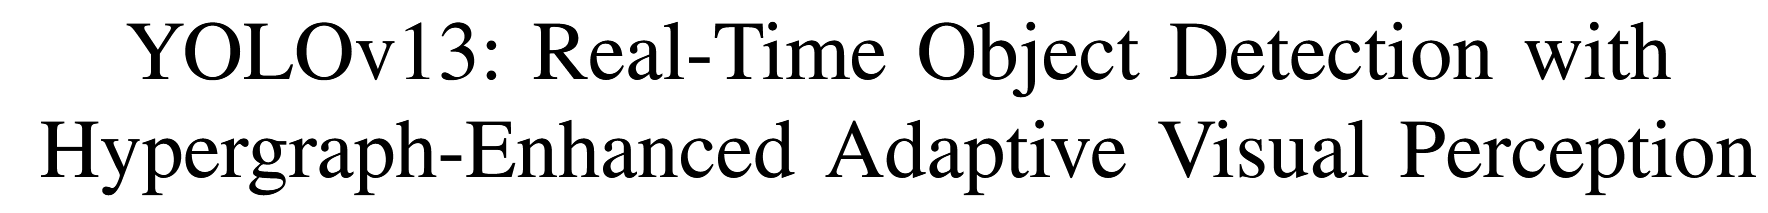 YOLOv13: Real-Time Object Detection with
Hypergraph-Enhanced Adaptive Visual Perception